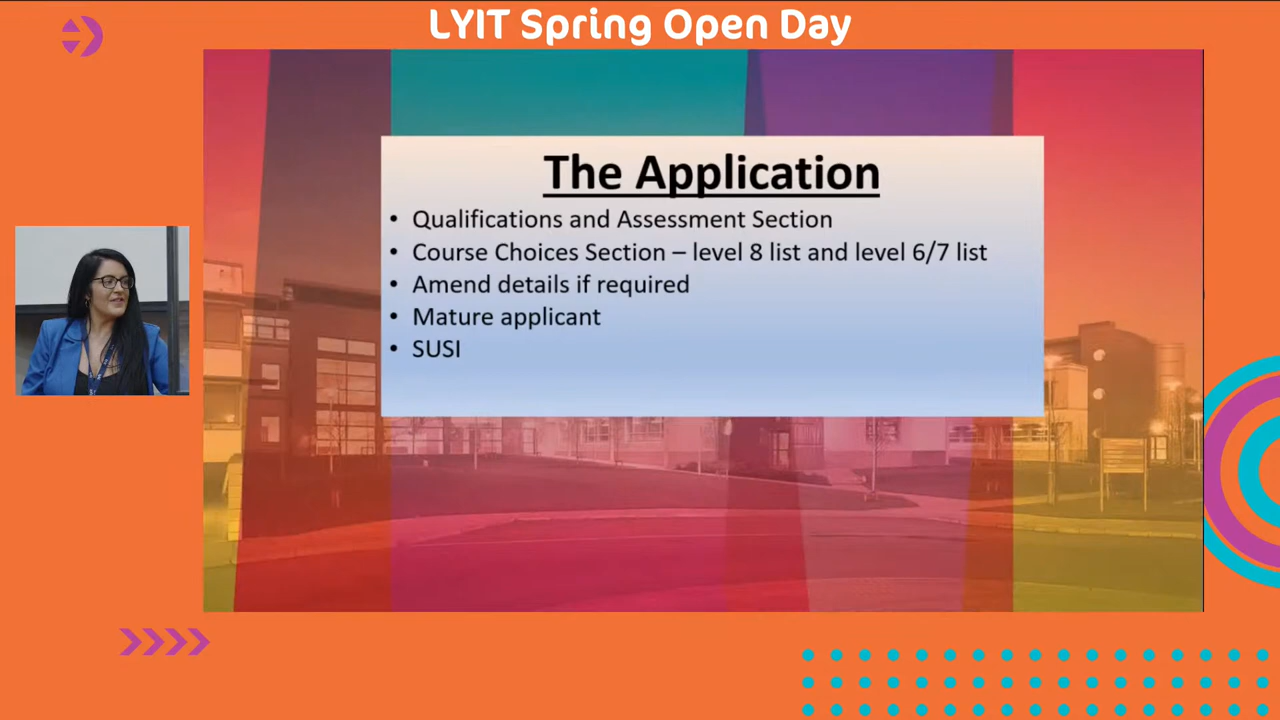 LYIT Spring Open Day
The Application
• Qualifications and Assessment Section
• Course Choices Section – level 8 list and level 6/7 list
• Amend details if required
• Mature applicant
• SUSI